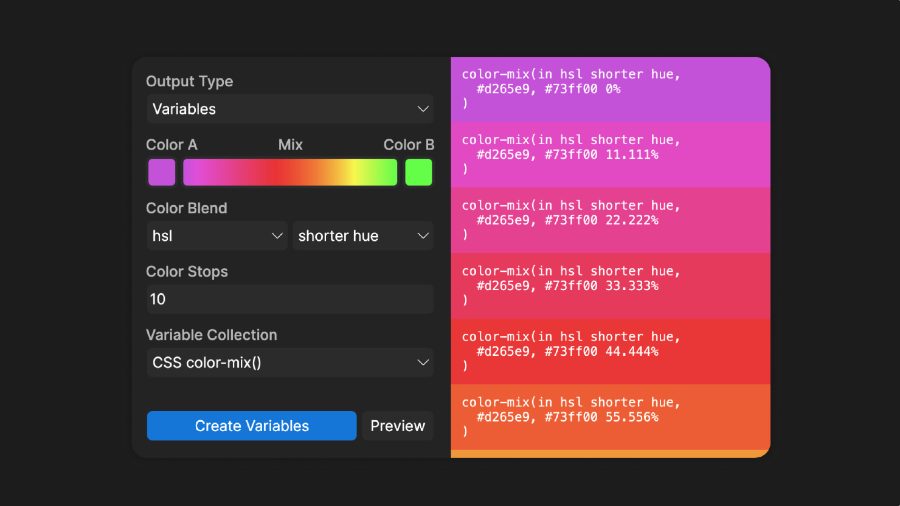 Output Type
Variables
Color A
Mix
Color B
Color Blend
hsl
shorter hue
Color Stops
10
Variable Collection
CSS color-mix()
Create Variables
Preview
color-mix(in hsl shorter hue,
#d265e9, #73ff00 0%
)
color-mix(in hsl shorter hue,
#d265e9, #73ff00 11.111%
)
color-mix(in hsl shorter hue,
#d265e9, #73ff00 22.222%
)
color-mix(in hsl shorter hue,
#d265e9, #73ff00 33.333%
)
color-mix(in hsl shorter hue,
#d265e9, #73ff00 44.444%
)
color-mix(in hsl shorter hue,
#d265e9, #73ff00 55.556%
)